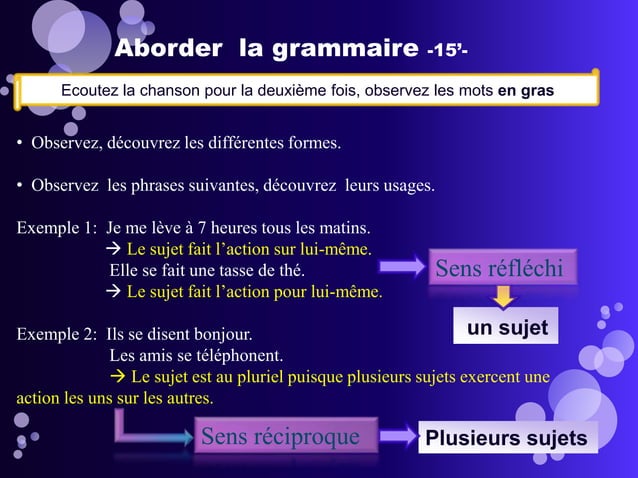 Aborder la grammaire -15’-
Ecoutez la chanson pour la deuxième fois, observez les mots en gras
• Observez, découvrez les différentes formes.
• Observez les phrases suivantes, découvrez leurs usages.
Exemple 1: Je me lève à 7 heures tous les matins.
→ Le sujet fait l’action sur lui-même.
Elle se fait une tasse de thé.
→ Le sujet fait l’action pour lui-même.
Sens réfléchi
un sujet
Exemple 2: Ils se disent bonjour.
Les amis se téléphonent.
→ Le sujet est au pluriel puisque plusieurs sujets exercent une
action les uns sur les autres.
Sens réciproque
Plusieurs sujets